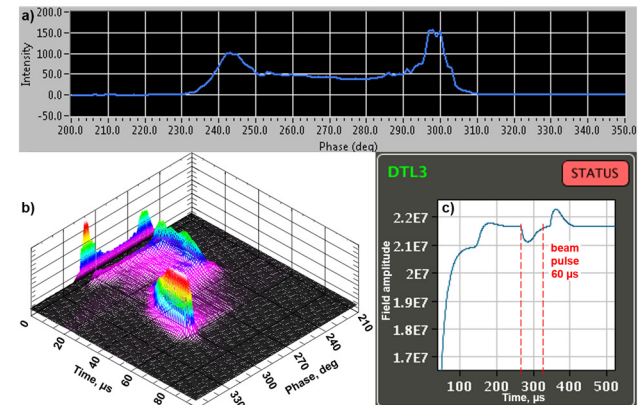 a)
200.0
150.0
100.0
50.0
0.0
-50.0
Intensity
200.0 210.0 220.0 230.0 240.0 250.0 260.0 270.0 280.0 290.0 300.0 310.0 320.0 330.0 340.0 350.0
Phase (deg)
b)
0
20
40
60
80
Time, µs
330
300
270
240
210
Phase, deg
DTL3
STATUS
c)
2.2E7
2.1E7
2E7
1.9E7
1.8E7
1.7E7
Field amplitude
beam
pulse
60 µs
100 200 300 400 500
Time, µs